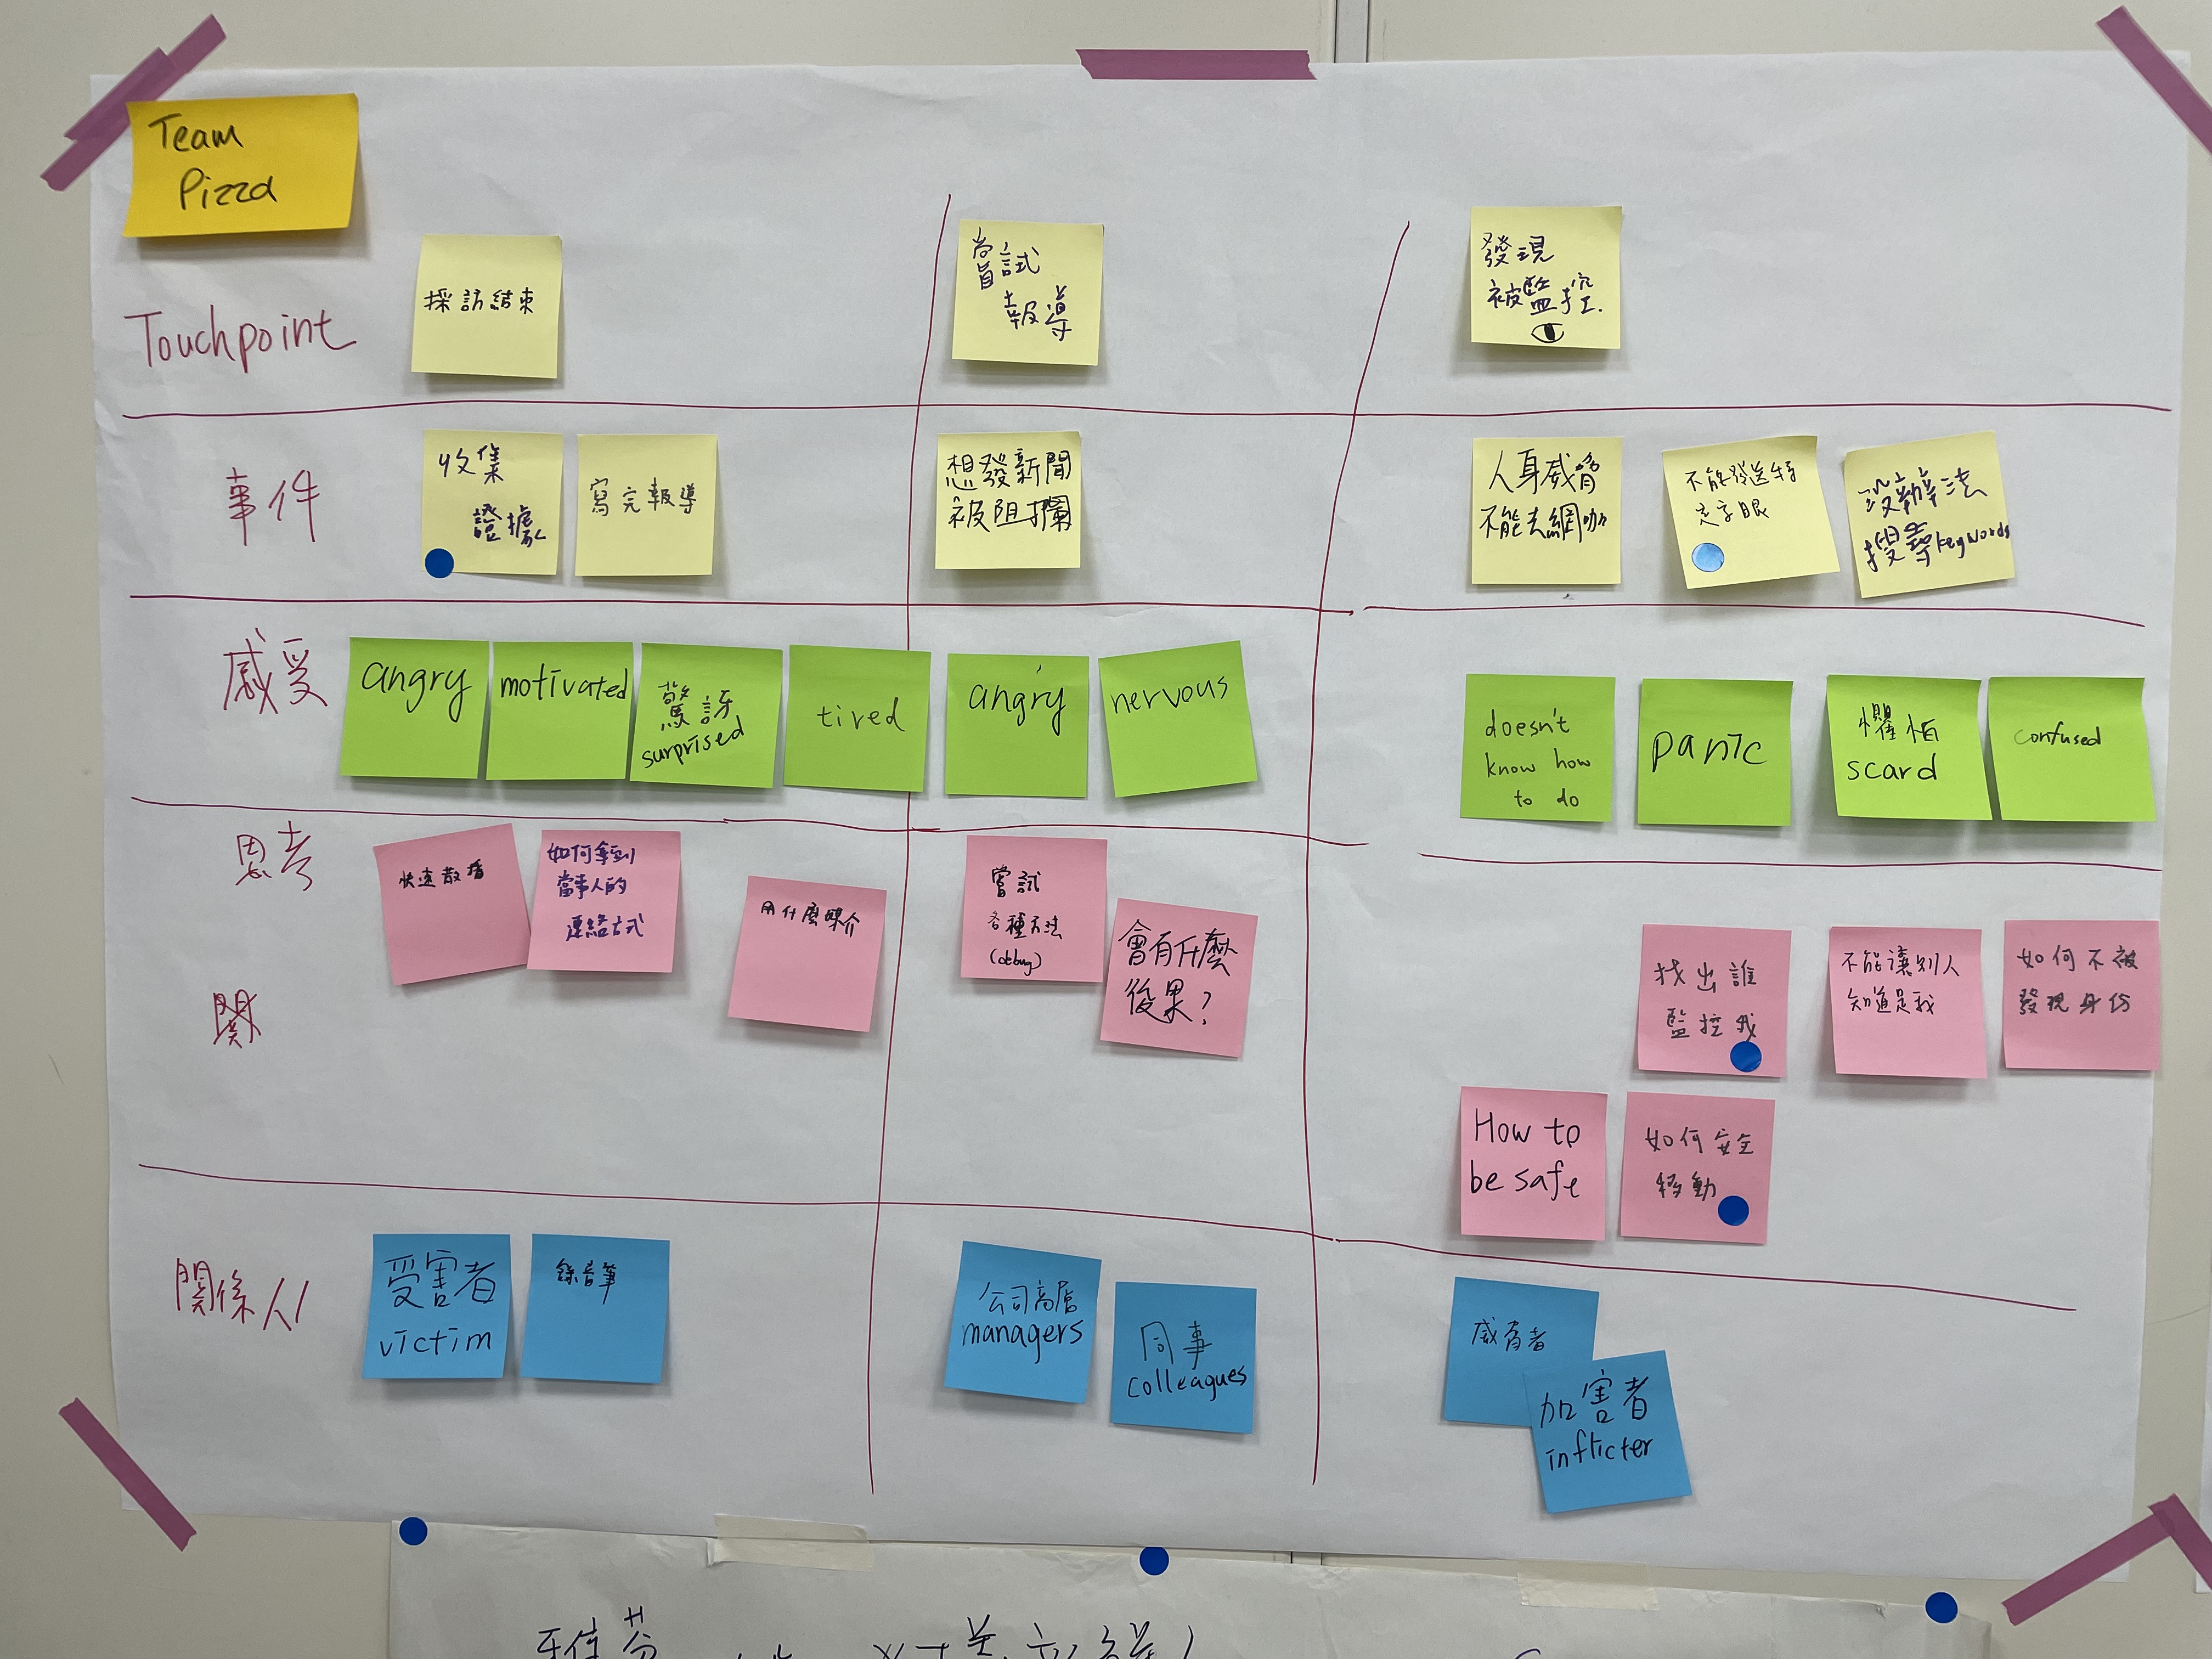 Team
Pizza
Touchpoint
採訪結束
嘗試
報導
發現
被監控.
事件
收集
證據
寫完報導
想發新聞
被阻攔
人身威脅
不能去網咖
不能發送特
定字眼
沒辦法
搜尋keywords
感受
angry
motivated
驚訝
surprised
tired
angry
nervous
doesn't
know how
to do
panic
懼怕
scard
confused
思考
快速散播
如何拿到
當事人的
連絡方式
用什麼媒介
嘗試
各種方法
(debug)
會有什麼
後果?
找出誰
監控我
不能讓別人
知道是我
如何不被
發現身份
How to
be safe
如何安全
移動
関係人
受害者
victim
錄音筆
公司高層
managers
同事
colleagues
威脅者
加害者
inflicter